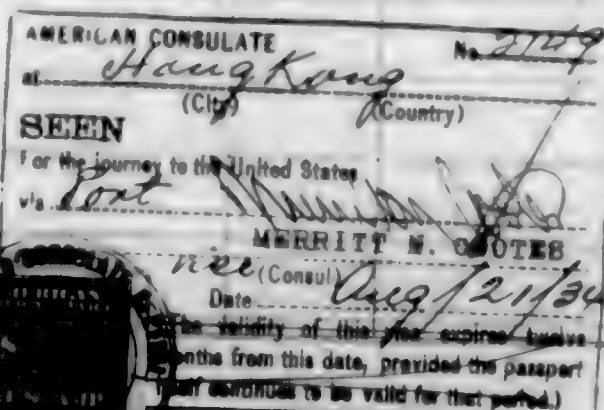 AMERICAN CONSULATE No. 2149
at Hong Kong
(City) (Country)
SEEN
For the journey to the United States
via Port
MERRITT N. COOTES
Vice (Consul)
Date Aug/21/34
the validity of this visa expires twelve
months from this date, provided the passport
continues to be valid for that period.)